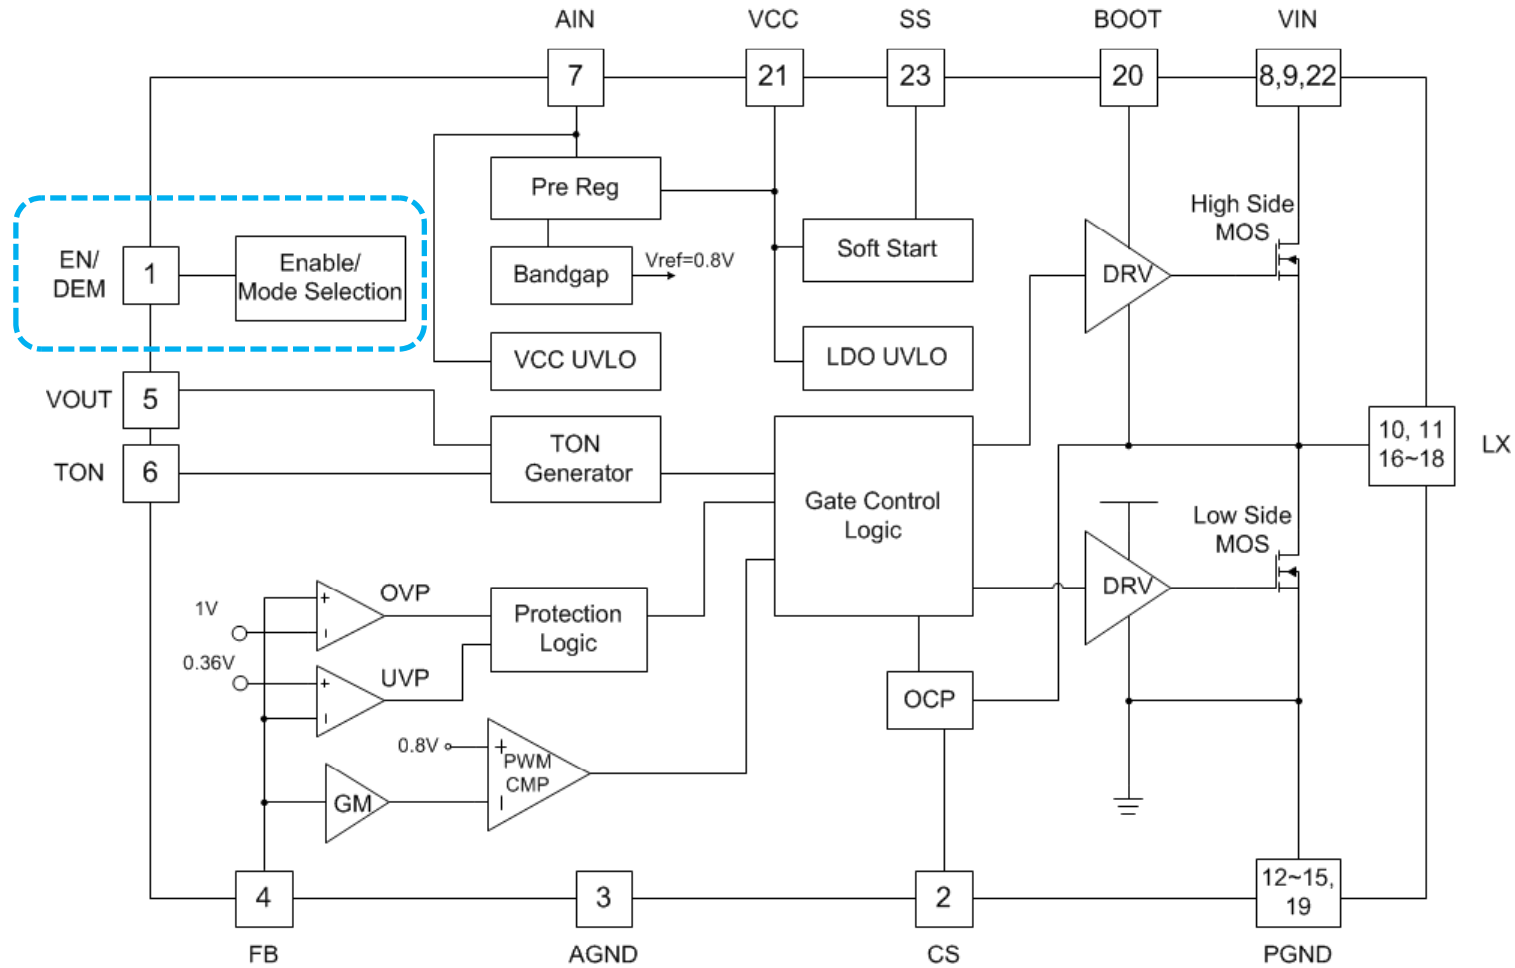 AIN
VCC
SS
BOOT
VIN
7
21
23
20
8,9,22
Pre Reg
High Side
MOS
EN/
DEM
1
Enable/
Mode Selection
Bandgap
Vref=0.8V
Soft Start
DRV
VCC UVLO
LDO UVLO
VOUT
5
TON
6
TON
Generator
Gate Control
Logic
10, 11
16~18
LX
Low Side
MOS
DRV
1V
+
-
OVP
0.36V
+
-
UVP
Protection
Logic
OCP
0.8V
+
PWM
CMP
-
GM
4
3
2
12~15,
19
FB
AGND
CS
PGND